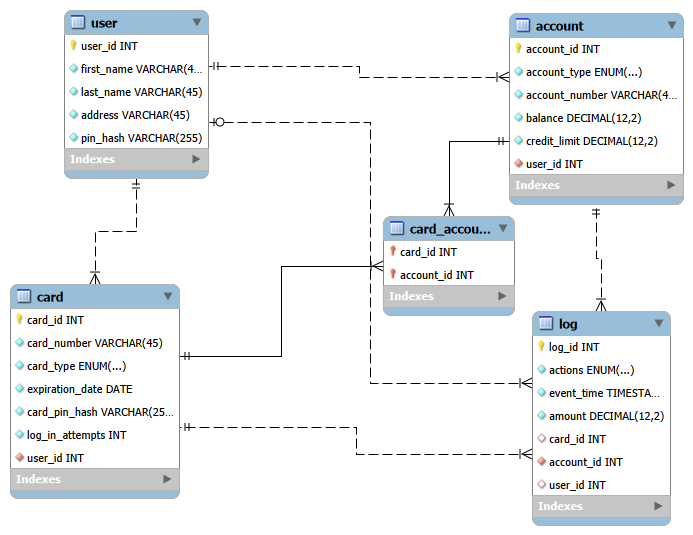 user
user_id INT
first_name VARCHAR(4...
last_name VARCHAR(45)
address VARCHAR(45)
pin_hash VARCHAR(255)
Indexes
account
account_id INT
account_type ENUM(...)
account_number VARCHAR(4...
balance DECIMAL(12,2)
credit_limit DECIMAL(12,2)
user_id INT
Indexes
card_accou...
card_id INT
account_id INT
Indexes
card
card_id INT
card_number VARCHAR(45)
card_type ENUM(...)
expiration_date DATE
card_pin_hash VARCHAR(25...
log_in_attempts INT
user_id INT
Indexes
log
log_id INT
actions ENUM(...)
event_time TIMESTA...
amount DECIMAL(12,2)
card_id INT
account_id INT
user_id INT
Indexes